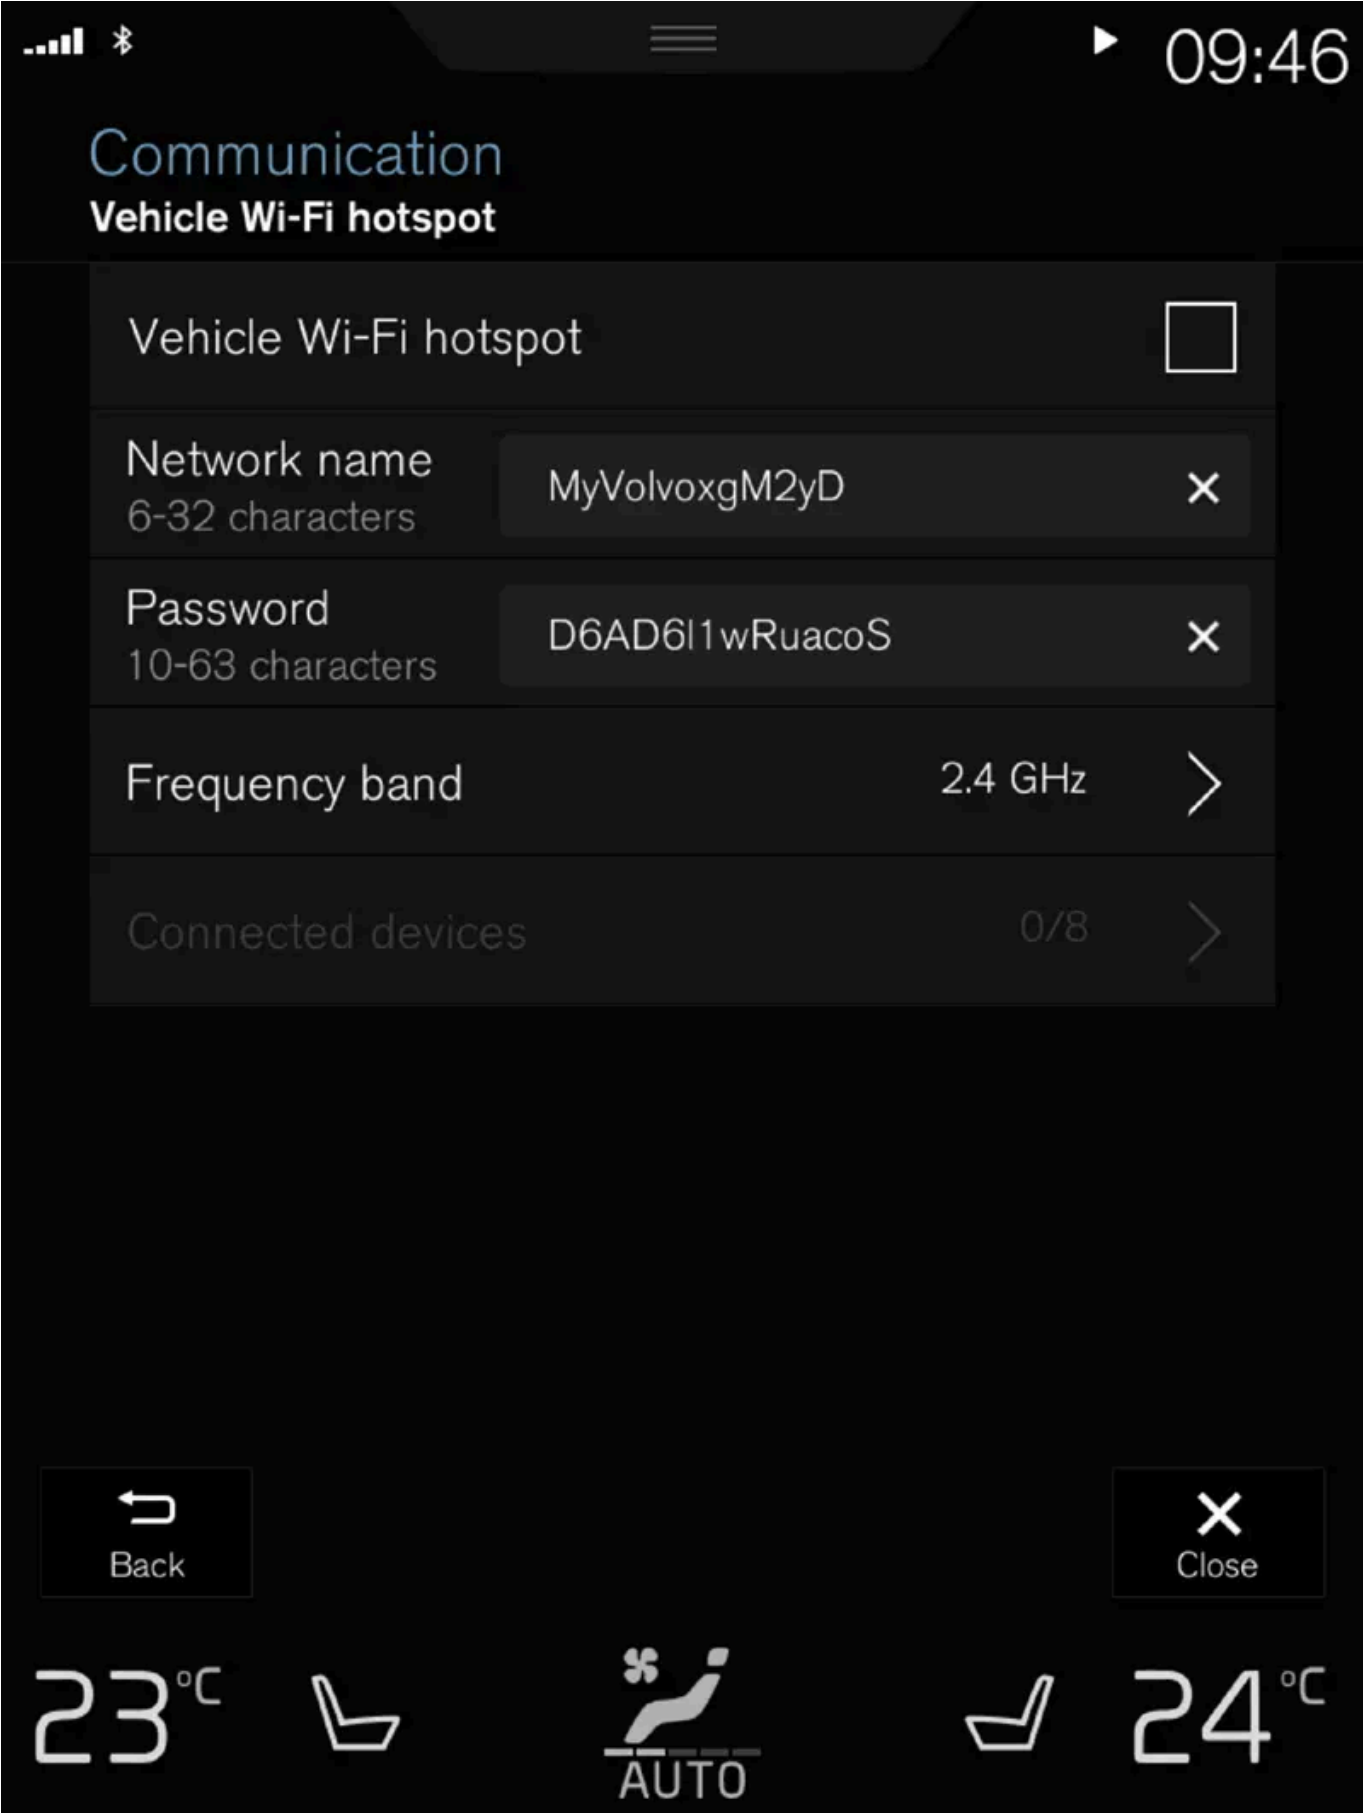 09:46
Communication
Vehicle Wi-Fi hotspot
Vehicle Wi-Fi hotspot
Network name
6-32 characters
MyVolvoxgM2yD
Password
10-63 characters
D6AD6l1wRuacoS
Frequency band
2.4 GHz
Connected devices
0/8
Back
Close
23°C
24°C
AUTO